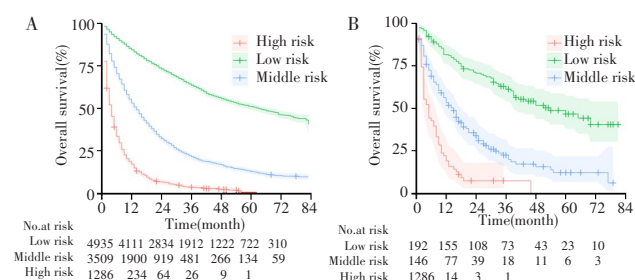 A
Overall survival(%)
100
75
50
25
0
High risk
Low risk
Middle risk
0 12 24 36 48 60 72 84
Time(month)
No.at risk
Low risk 4935 4111 2834 1912 1222 722 310
Middle risk 3509 1900 919 481 266 134 59
High risk 1286 234 64 26 9 1
B
Overall survival(%)
100
75
50
25
0
High risk
Low risk
Middle risk
0 12 24 36 48 60 72 84
Time(month)
No.at risk
Low risk 192 155 108 73 43 23 10
Middle risk 146 77 39 18 11 6 3
High risk 1286 14 3 1